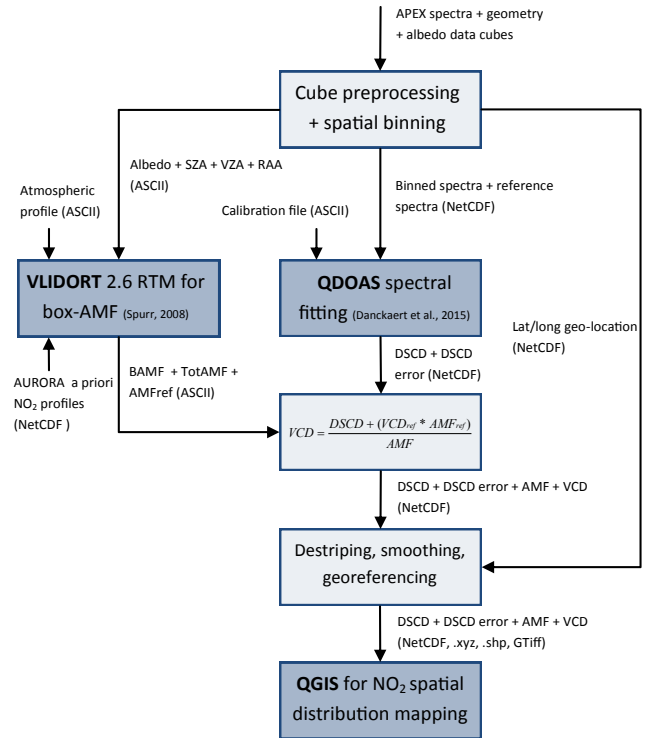 APEX spectra + geometry
+ albedo data cubes
Cube preprocessing
+ spatial binning
Albedo + SZA + VZA + RAA
(ASCII)
Binned spectra + reference
spectra (NetCDF)
Atmospheric
profile (ASCII)
Calibration file (ASCII)
VLIDORT 2.6 RTM for
box-AMF (Spurr, 2008)
QDOAS spectral
fitting (Danckaert et al., 2015)
Lat/long geo-location
(NetCDF)
AURORA a priori
NO₂ profiles
(NetCDF )
BAMF + TotAMF +
AMFref (ASCII)
DSCD + DSCD
error (NetCDF)
VCD = DSCD + (VCD_ref * AMF_ref) / AMF
DSCD + DSCD error + AMF + VCD
(NetCDF)
Destriping, smoothing,
georeferencing
DSCD + DSCD error + AMF + VCD
(NetCDF, .xyz, .shp, GTiff)
QGIS for NO₂ spatial
distribution mapping